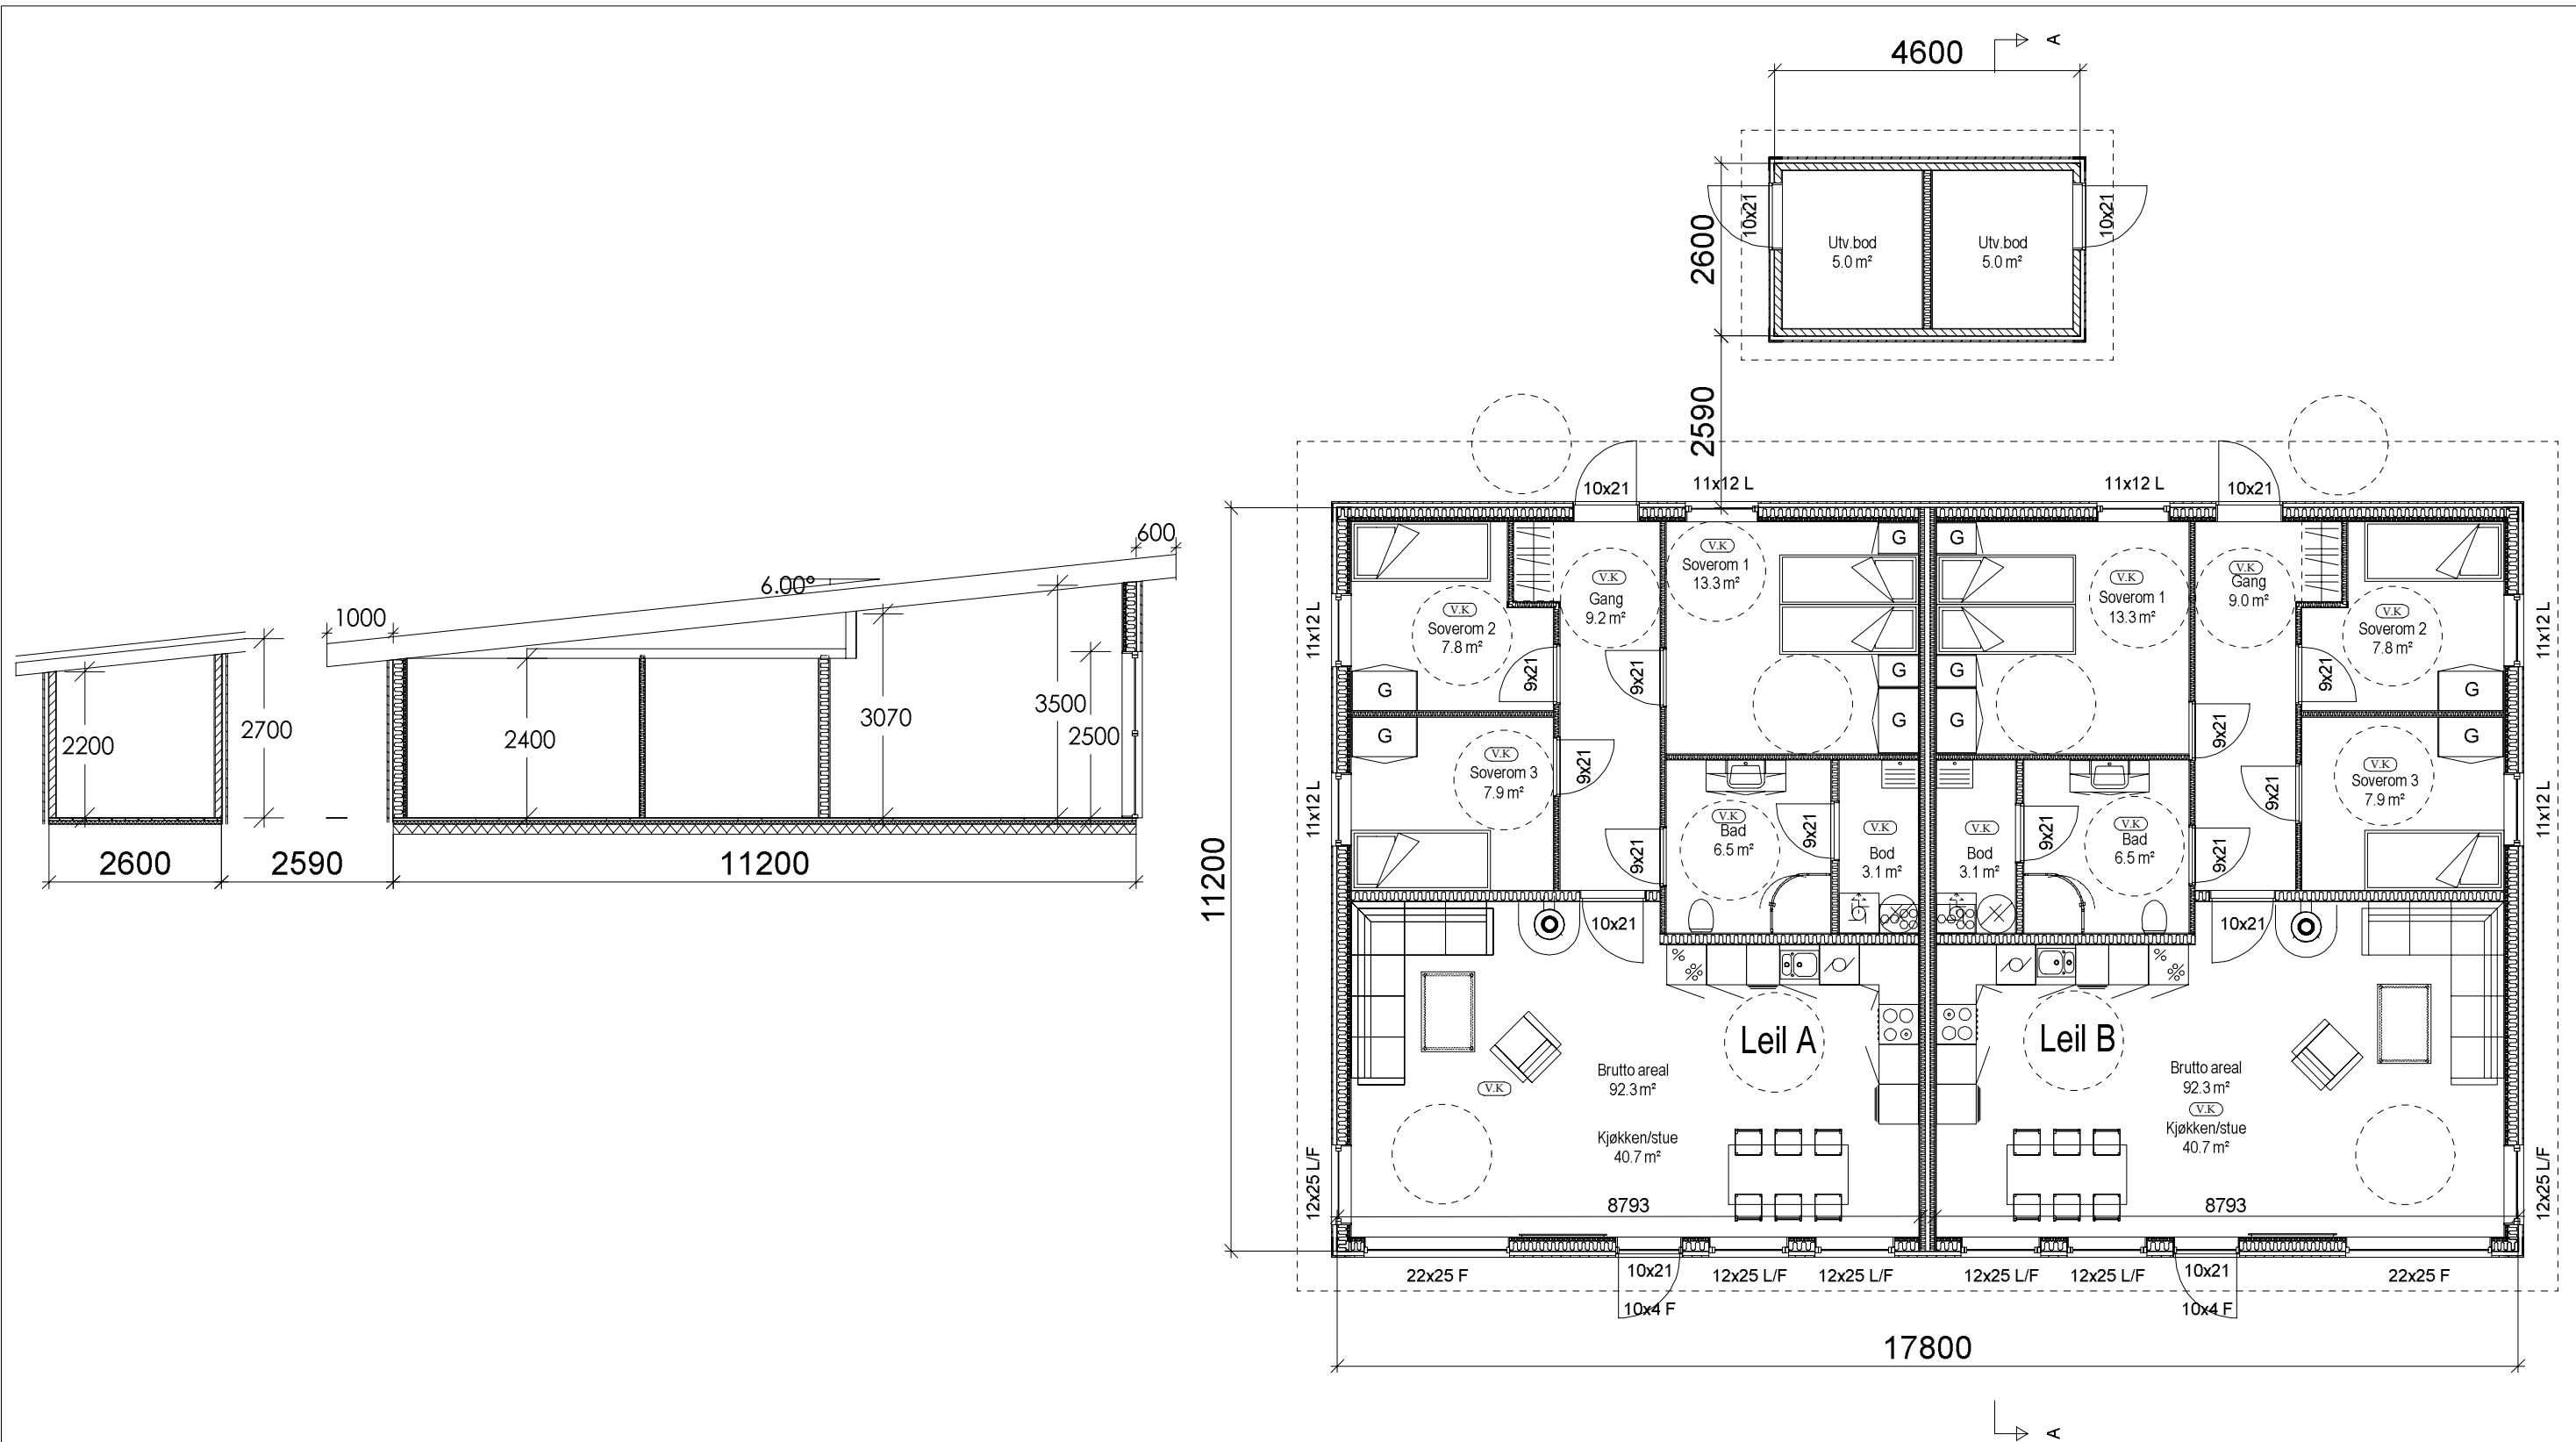 4600
A
2600
10x21
Utv.bod
5.0 m²
Utv.bod
5.0 m²
10x21
2590
600
6.00°
1000
2200
2700
2400
3070
3500
2500
2600
2590
11200
10x21
11x12 L
11x12 L
10x21
11200
11x12 L
V.K
Soverom 2
7.8 m²
9x21
G
V.K
Gang
9.2 m²
9x21
V.K
Soverom 1
13.3 m²
G
G
G
G
G
G
V.K
Soverom 1
13.3 m²
V.K
Gang
9.0 m²
V.K
Soverom 2
7.8 m²
9x21
G
11x12 L
11x12 L
G
V.K
Soverom 3
7.9 m²
9x21
9x21
V.K
Bad
6.5 m²
9x21
V.K
Bod
3.1 m²
V.K
Bod
3.1 m²
9x21
V.K
Bad
6.5 m²
9x21
9x21
9x21
G
V.K
Soverom 3
7.9 m²
11x12 L
10x21
10x21
Leil A
Leil B
V.K
Brutto areal
92.3 m²
Kjøkken/stue
40.7 m²
Brutto areal
92.3 m²
V.K
Kjøkken/stue
40.7 m²
12x25 L/F
8793
8793
12x25 L/F
22x25 F
10x21
10x4 F
12x25 L/F
12x25 L/F
12x25 L/F
12x25 L/F
10x21
10x4 F
22x25 F
17800
A